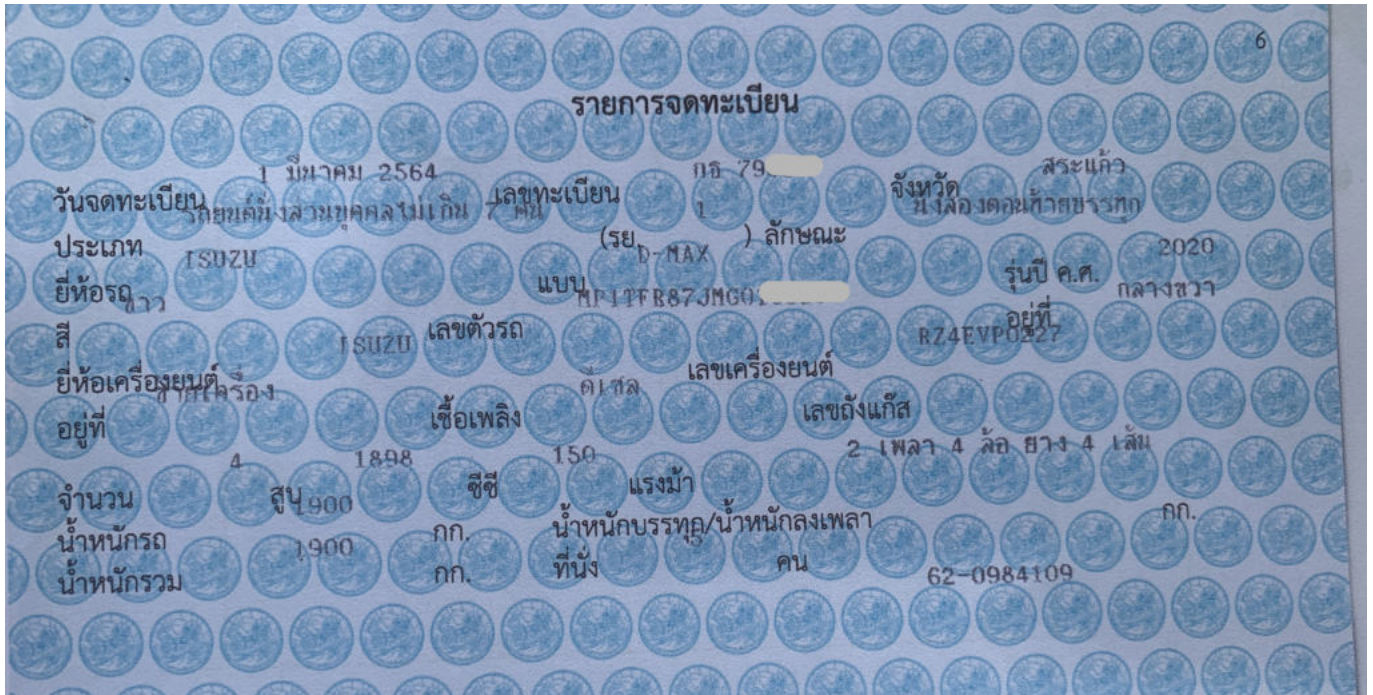 6
รายการจดทะเบียน
1 มีนาคม 2564 กธ 79 สระแก้ว
วันจดทะเบียน เลขทะเบียน จังหวัด
รถยนต์นั่งส่วนบุคคลไม่เกิน 7 คน 1 นั่งสองตอนท้ายบรรทุก
ประเภท (รย. ) ลักษณะ
ISUZU D-MAX 2020
ยี่ห้อรถ แบบ รุ่นปี ค.ศ.
ขาว MP1TFR87JMG01 กลางขวา
สี เลขตัวรถ อยู่ที่
ISUZU RZ4EVP0227
ยี่ห้อเครื่องยนต์ เลขเครื่องยนต์
ซ้ายเครื่อง ดีเซล
อยู่ที่ เชื้อเพลิง เลขถังแก๊ส
4 1898 150 2 เพลา 4 ล้อ ยาง 4 เส้น
จำนวน สูบ ซีซี แรงม้า
1900
น้ำหนักรถ กก. น้ำหนักบรรทุก/น้ำหนักลงเพลา กก.
1900
น้ำหนักรวม กก. ที่นั่ง คน 62-0984109